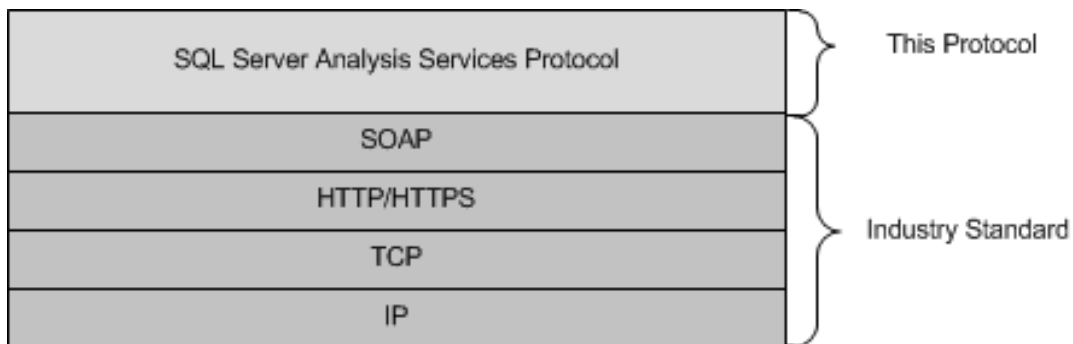 SQL Server Analysis Services Protocol
This Protocol
SOAP
HTTP/HTTPS
TCP
IP
Industry Standard